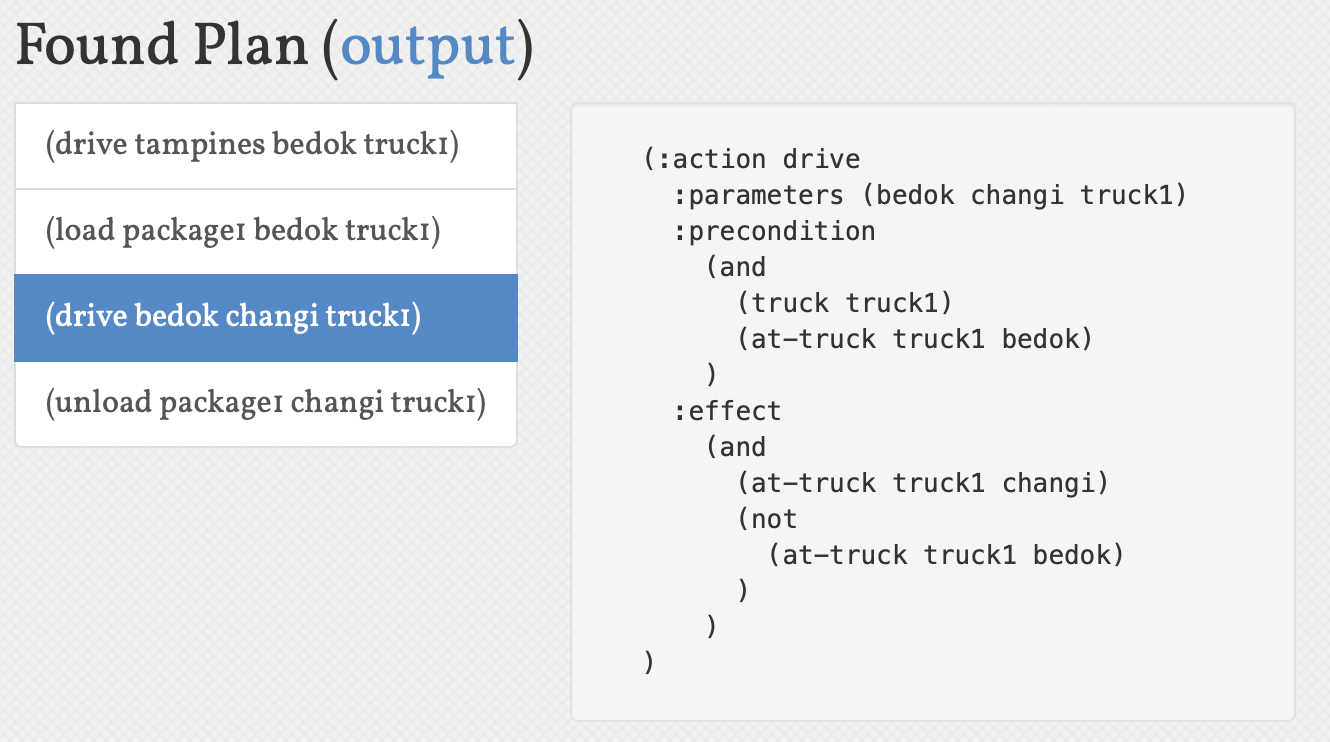 Found Plan (output)
(drive tampines bedok truck1)
(load package1 bedok truck1)
(drive bedok changi truck1)
(unload package1 changi truck1)
(:action drive
  :parameters (bedok changi truck1)
  :precondition
    (and
      (truck truck1)
      (at-truck truck1 bedok)
    )
  :effect
    (and
      (at-truck truck1 changi)
      (not
        (at-truck truck1 bedok)
      )
    )
)